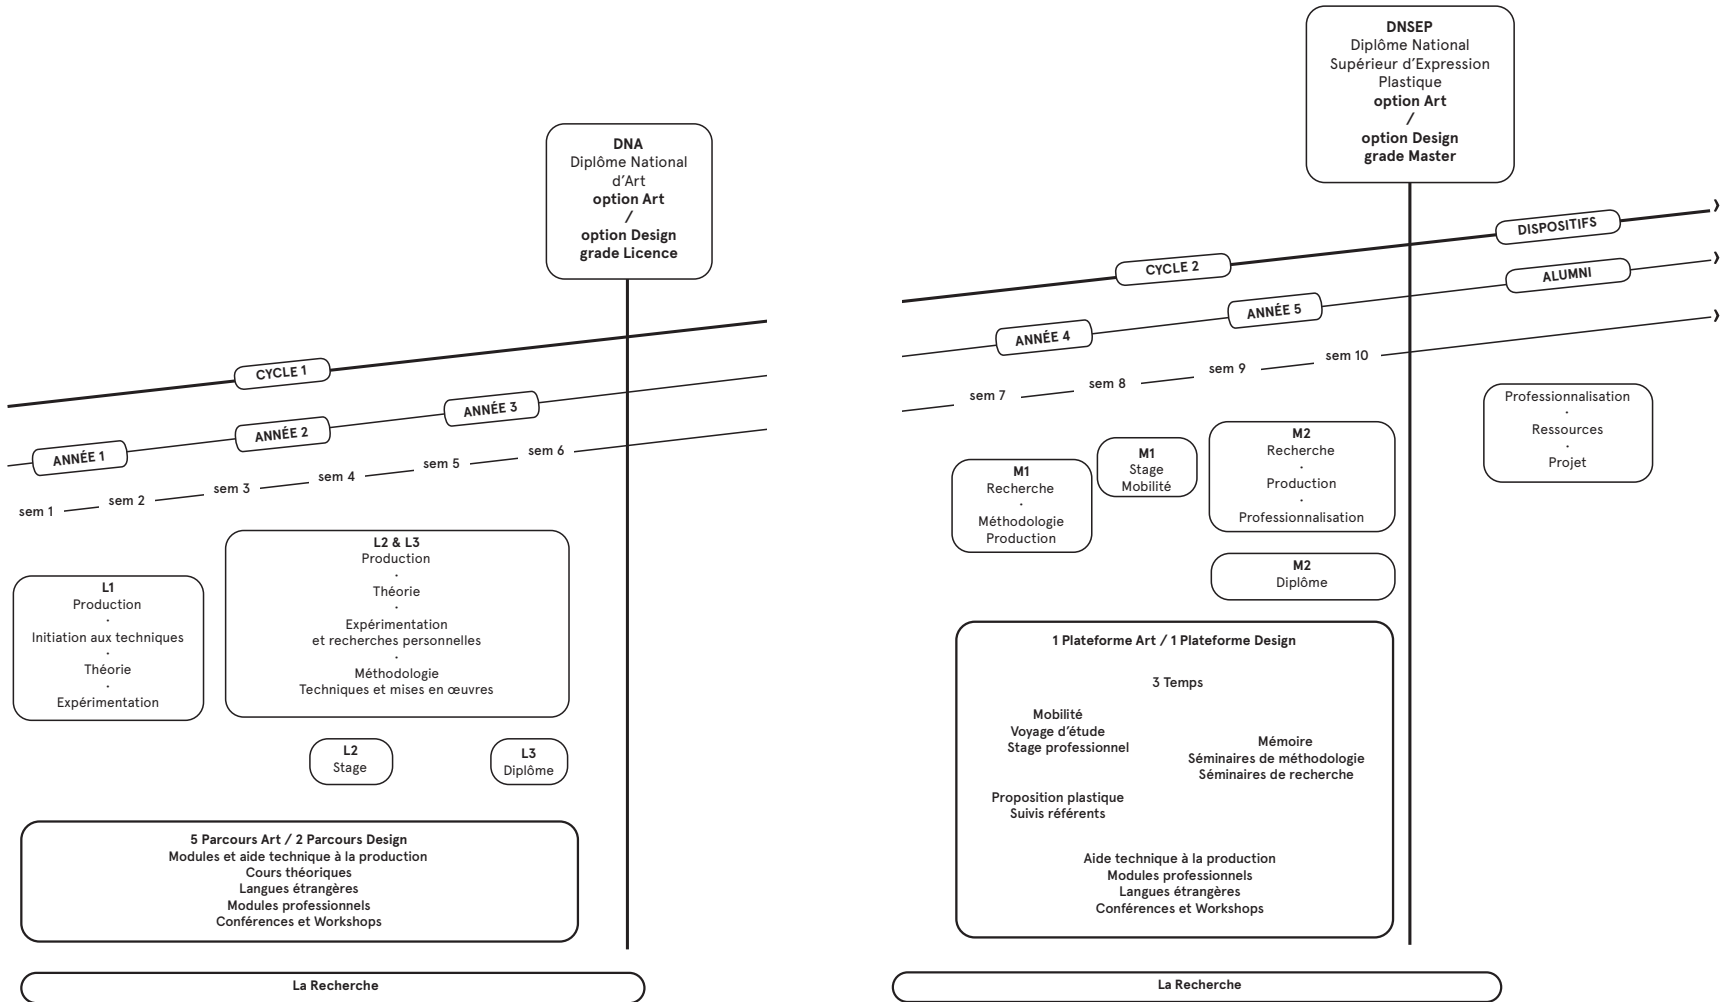 DNA
Diplôme National
d’Art
option Art
/
option Design
grade Licence
CYCLE 1
ANNÉE 1
ANNÉE 2
ANNÉE 3
sem 1
sem 2
sem 3
sem 4
sem 5
sem 6
L1
Production
·
Initiation aux techniques
·
Théorie
·
Expérimentation
L2 & L3
Production
·
Théorie
·
Expérimentation
et recherches personnelles
·
Méthodologie
Techniques et mises en œuvres
L2
Stage
L3
Diplôme
5 Parcours Art / 2 Parcours Design
Modules et aide technique à la production
Cours théoriques
Langues étrangères
Modules professionnels
Conférences et Workshops
La Recherche
DNSEP
Diplôme National
Supérieur d’Expression
Plastique
option Art
/
option Design
grade Master
CYCLE 2
DISPOSITIFS
ANNÉE 4
ANNÉE 5
ALUMNI
sem 7
sem 8
sem 9
sem 10
M1
Recherche
·
Méthodologie
Production
M1
Stage
Mobilité
M2
Recherche
·
Production
·
Professionnalisation
M2
Diplôme
Professionnalisation
·
Ressources
·
Projet
1 Plateforme Art / 1 Plateforme Design
3 Temps
Mobilité
Voyage d’étude
Stage professionnel
Mémoire
Séminaires de méthodologie
Séminaires de recherche
Proposition plastique
Suivis référents
Aide technique à la production
Modules professionnels
Langues étrangères
Conférences et Workshops
La Recherche